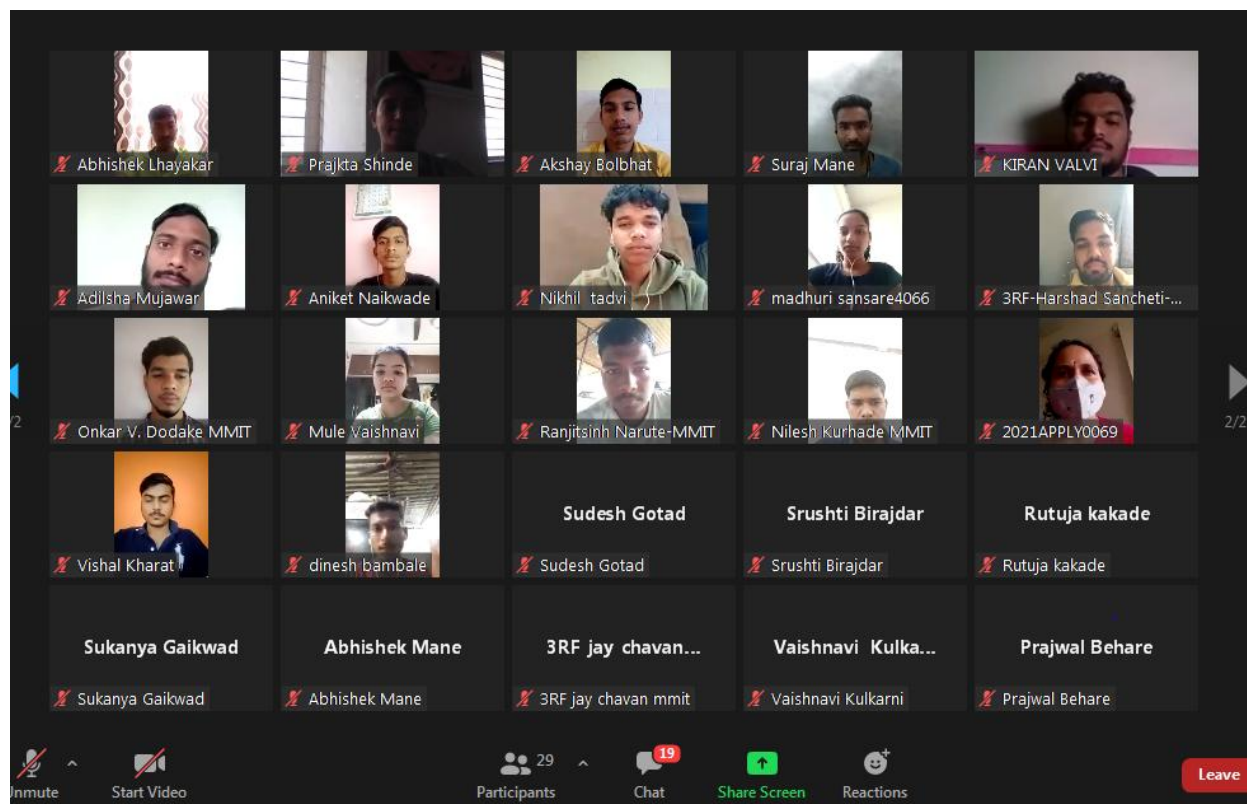 Abhishek Lhayakar
Prajkta Shinde
Akshay Bolbhat
Suraj Mane
KIRAN VALVI
Adilsha Mujawar
Aniket Naikwade
Nikhil tadvi
madhuri sansare4066
3RF-Harshad Sancheti-...
Onkar V. Dodake MMIT
Mule Vaishnavi
Ranjitsinh Narute-MMIT
Nilesh Kurhade MMIT
2021APPLY0069
/2
2/2
Vishal Kharat
dinesh bambale
Sudesh Gotad
Sudesh Gotad
Srushti Birajdar
Srushti Birajdar
Rutuja kakade
Rutuja kakade
Sukanya Gaikwad
Sukanya Gaikwad
Abhishek Mane
Abhishek Mane
3RF jay chavan...
3RF jay chavan mmit
Vaishnavi Kulka...
Vaishnavi Kulkarni
Prajwal Behare
Prajwal Behare
Unmute
Start Video
29
Participants
19
Chat
Share Screen
Reactions
Leave